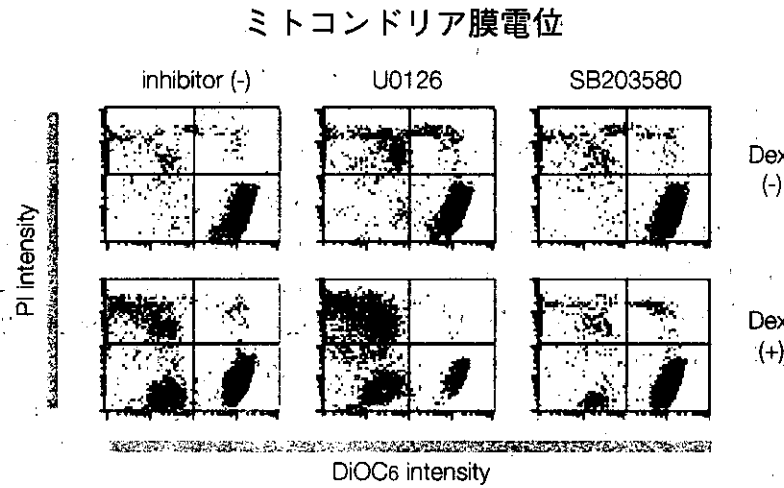 ミトコンドリア膜電位
inhibitor (-)
U0126
SB203580
PI intensity
Dex
(-)
Dex
(+)
DiOC6 intensity